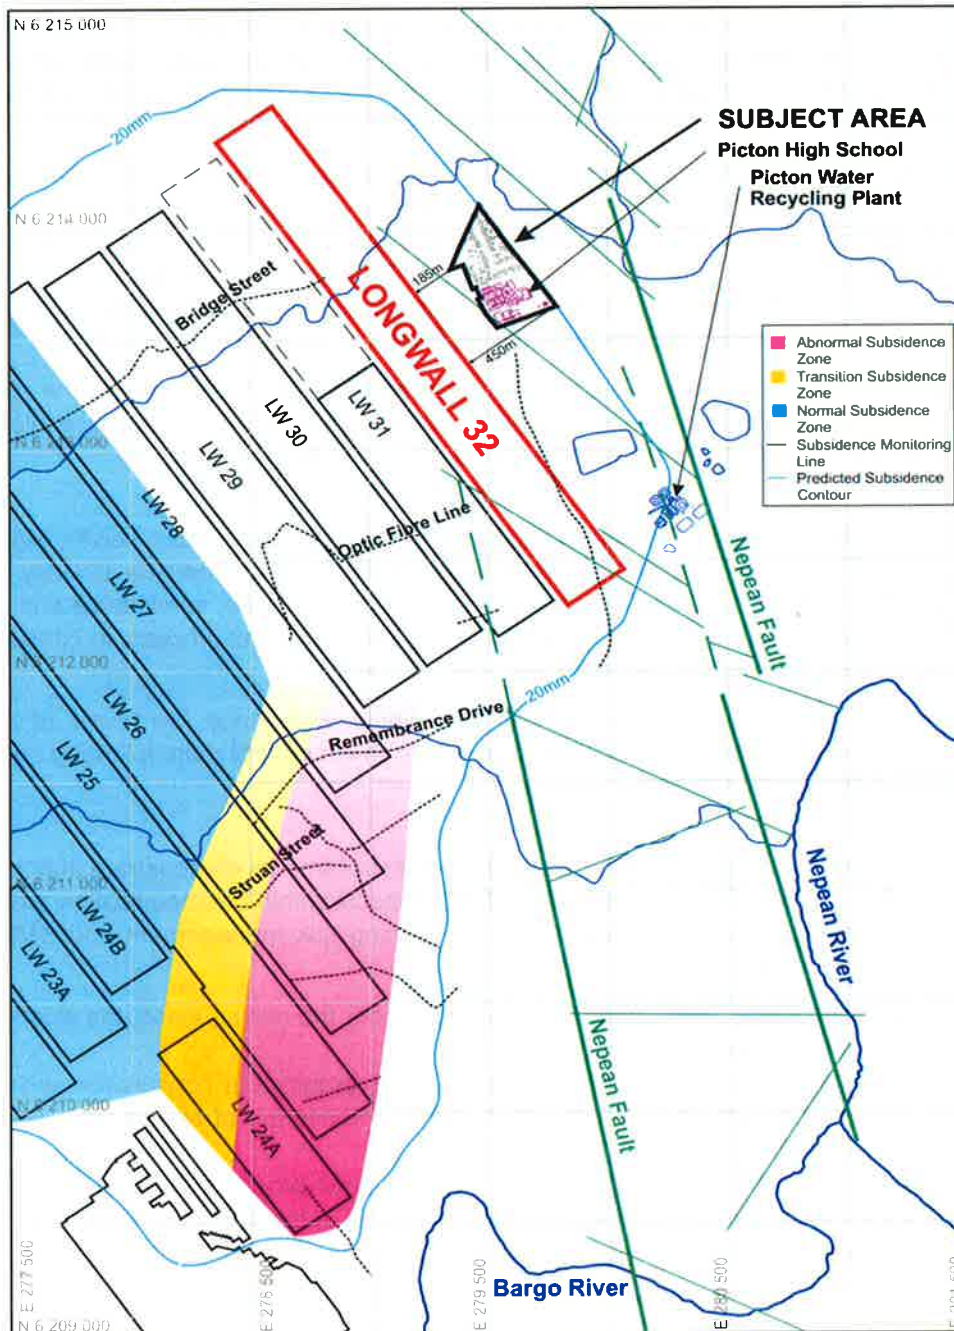 N 6 215 000
20mm
SUBJECT AREA
Picton High School
Picton Water
Recycling Plant
N 6 214 000
185m
Bridge Street
LONGWALL 32
450m
Abnormal Subsidence
Zone
Transition Subsidence
Zone
Normal Subsidence
Zone
Subsidence Monitoring
Line
Predicted Subsidence
Contour
LW 31
LW 30
N 6 213 000
LW 29
LW 28
Optic Fibre Line
LW 27
Nepean Fault
N 6 212 000
20mm
LW 26
Remembrance Drive
LW 25
Struan Street
N 6 211 000
Nepean River
LW 24B
LW 23A
Nepean Fault
N 6 210 000
LW 24A
E 277 500
E 278 500
E 279 500
Bargo River
E 280 500
N 6 209 000